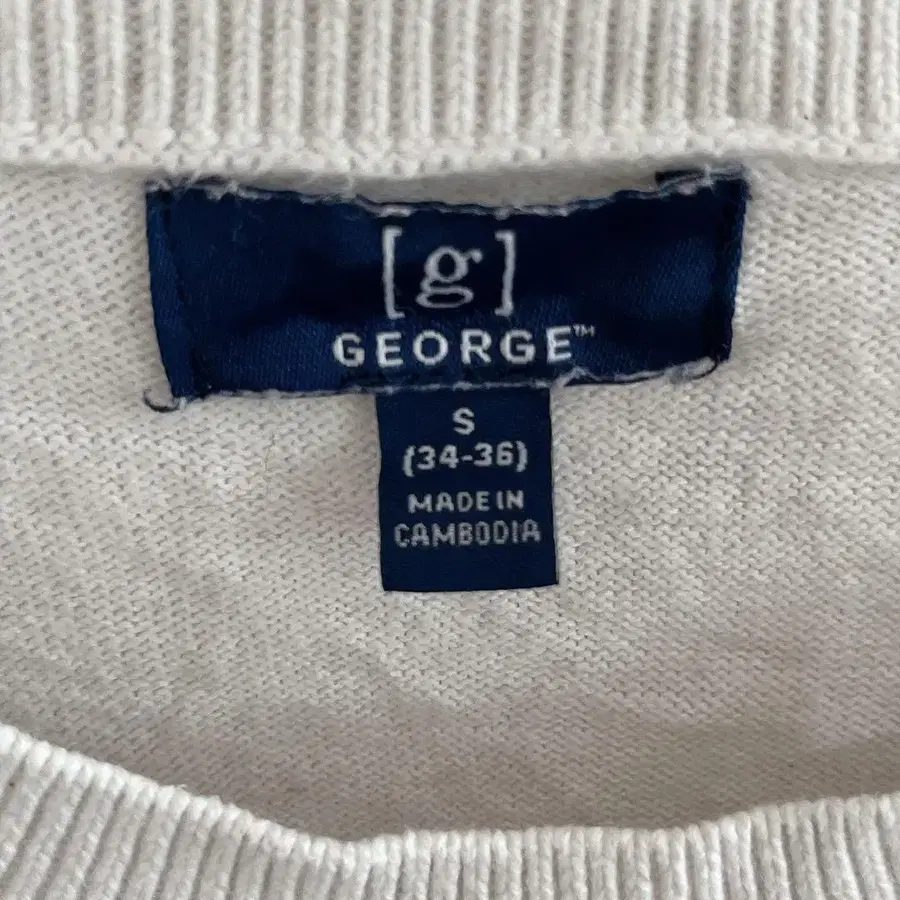 [g]
GEORGE™
S
(34-36)
MADE IN
CAMBODIA